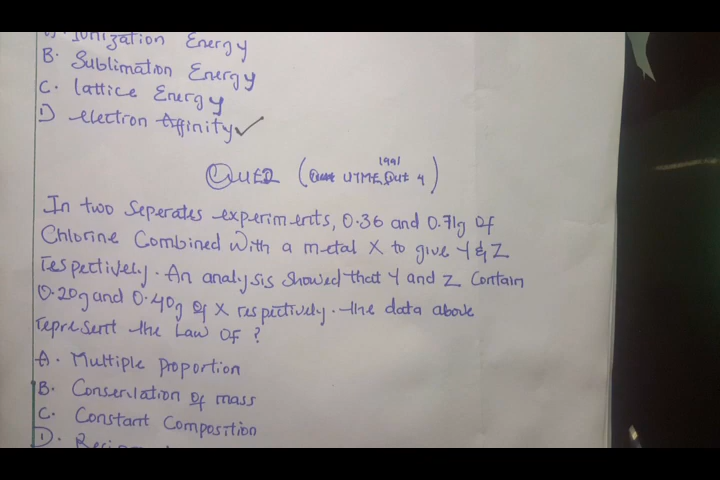 Ionization Energy
B. Sublimation Energy
C. lattice Energy
D electron Affinity
1991
UTME Que 4
In two Seperates experiments, 0.36 and 0.71g of
Chlorine Combined with a metal X to give Y & Z
respectively. An analysis showed that Y and Z Contain
0.20g and 0.40g of X respectively. the data above
represent the Law of ?
A. Multiple proportion
B. Conservation of mass
C. Constant Composition
D.